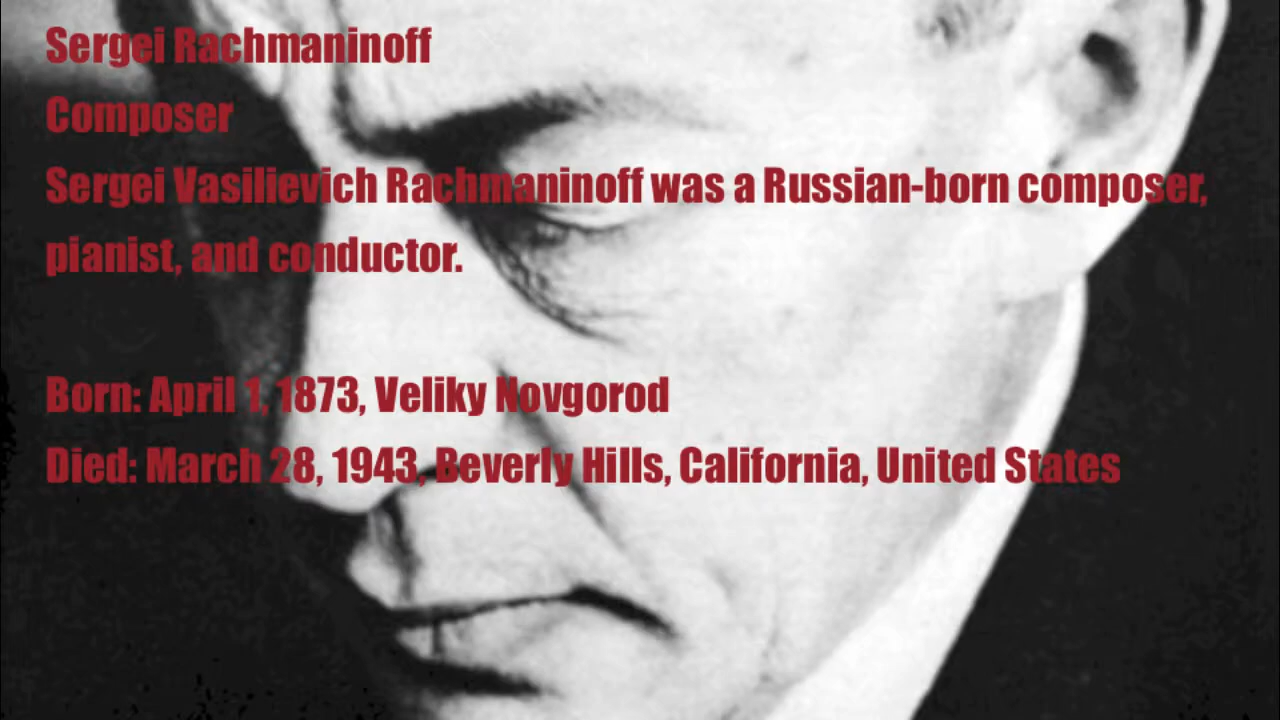 Sergei Rachmaninoff
Composer
Sergei Vasilievich Rachmaninoff was a Russian-born composer,
pianist, and conductor.
Born: April 1, 1873, Veliky Novgorod
Died: March 28, 1943, Beverly Hills, California, United States